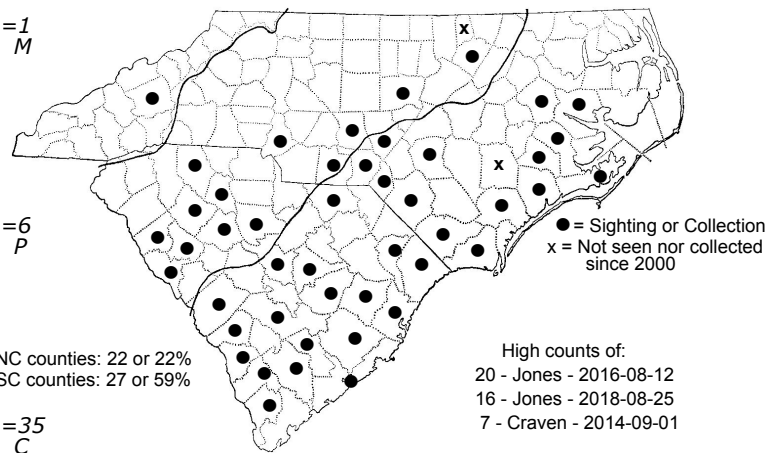 =1
M
x
=6
P
x
● = Sighting or Collection
x = Not seen nor collected
since 2000
NC counties: 22 or 22%
SC counties: 27 or 59%
High counts of:
20 - Jones - 2016-08-12
16 - Jones - 2018-08-25
7 - Craven - 2014-09-01
=35
C